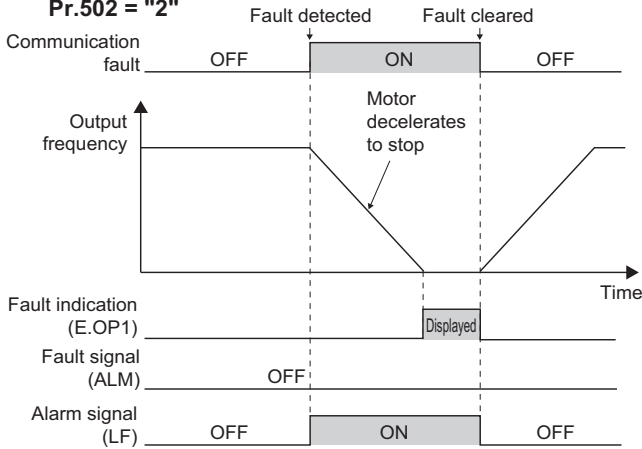 Pr.502 = "2"
Fault detected
Fault cleared
Communication
fault
OFF
ON
OFF
Output
frequency
Motor
decelerates
to stop
Time
Fault indication
(E.OP1)
Displayed
Fault signal
(ALM)
OFF
Alarm signal
(LF)
OFF
ON
OFF